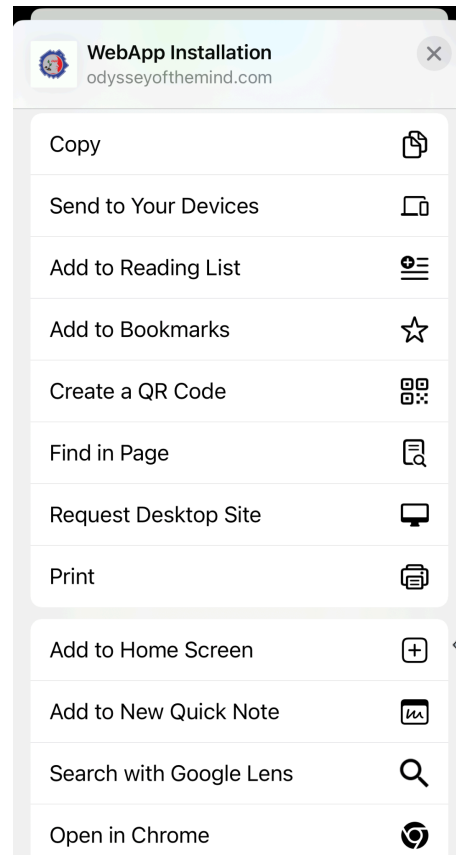 WebApp Installation
odysseyofthemind.com
Copy
Send to Your Devices
Add to Reading List
Add to Bookmarks
Create a QR Code
Find in Page
Request Desktop Site
Print
Add to Home Screen
Add to New Quick Note
Search with Google Lens
Open in Chrome